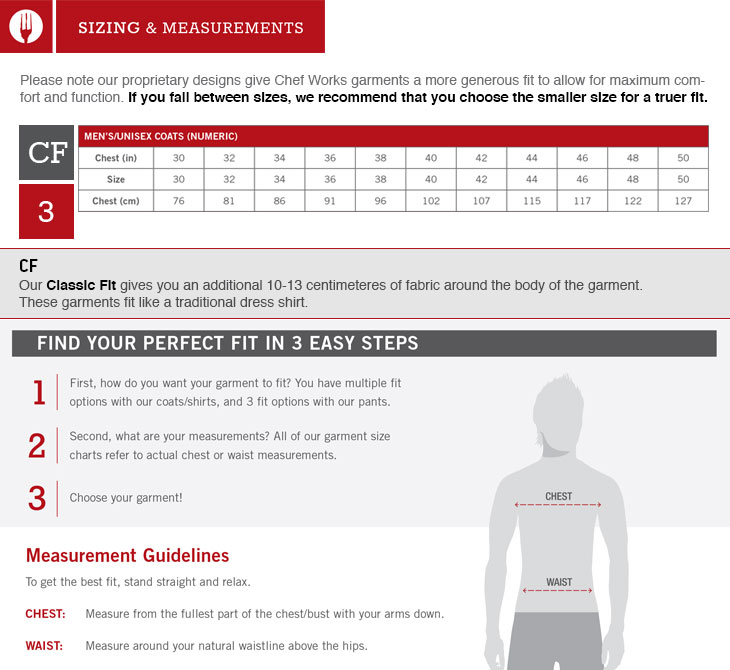 SIZING & MEASUREMENTS
Please note our proprietary designs give Chef Works garments a more generous fit to allow for maximum com-
fort and function. If you fall between sizes, we recommend that you choose the smaller size for a truer fit.
CF
3
MEN'S/UNISEX COATS (NUMERIC)
Chest (in) 30 32 34 36 38 40 42 44 46 48 50
Size 30 32 34 36 38 40 42 44 46 48 50
Chest (cm) 76 81 86 91 96 102 107 115 117 122 127
CF
Our Classic Fit gives you an additional 10-13 centimeteres of fabric around the body of the garment.
These garments fit like a traditional dress shirt.
FIND YOUR PERFECT FIT IN 3 EASY STEPS
1 First, how do you want your garment to fit? You have multiple fit
options with our coats/shirts, and 3 fit options with our pants.
2 Second, what are your measurements? All of our garment size
charts refer to actual chest or waist measurements.
3 Choose your garment!
CHEST
WAIST
Measurement Guidelines
To get the best fit, stand straight and relax.
CHEST: Measure from the fullest part of the chest/bust with your arms down.
WAIST: Measure around your natural waistline above the hips.